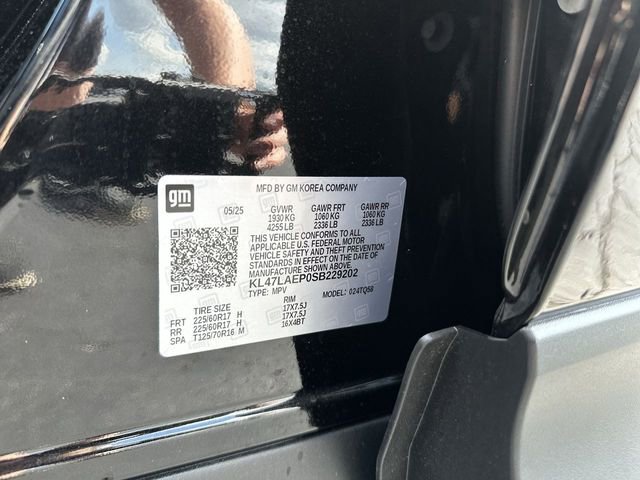 gm
MFD BY GM KOREA COMPANY
05/25 GVWR GAWR FRT GAWR RR
1930 KG 1060 KG 1060 KG
4255 LB 2336 LB 2336 LB
THIS VEHICLE CONFORMS TO ALL
APPLICABLE U.S. FEDERAL MOTOR
VEHICLE SAFETY AND THEFT PREVENTION
STANDARDS IN EFFECT ON THE DATE OF
MANUFACTURE SHOWN ABOVE
KL47LAEP0SB229202
TYPE: MPV MODEL: 024TQ58
TIRE SIZE RIM
FRT 225/60R17 H 17X7.5J
RR 225/60R17 H 17X7.5J
SPA T125/70R16 M 16X4BT